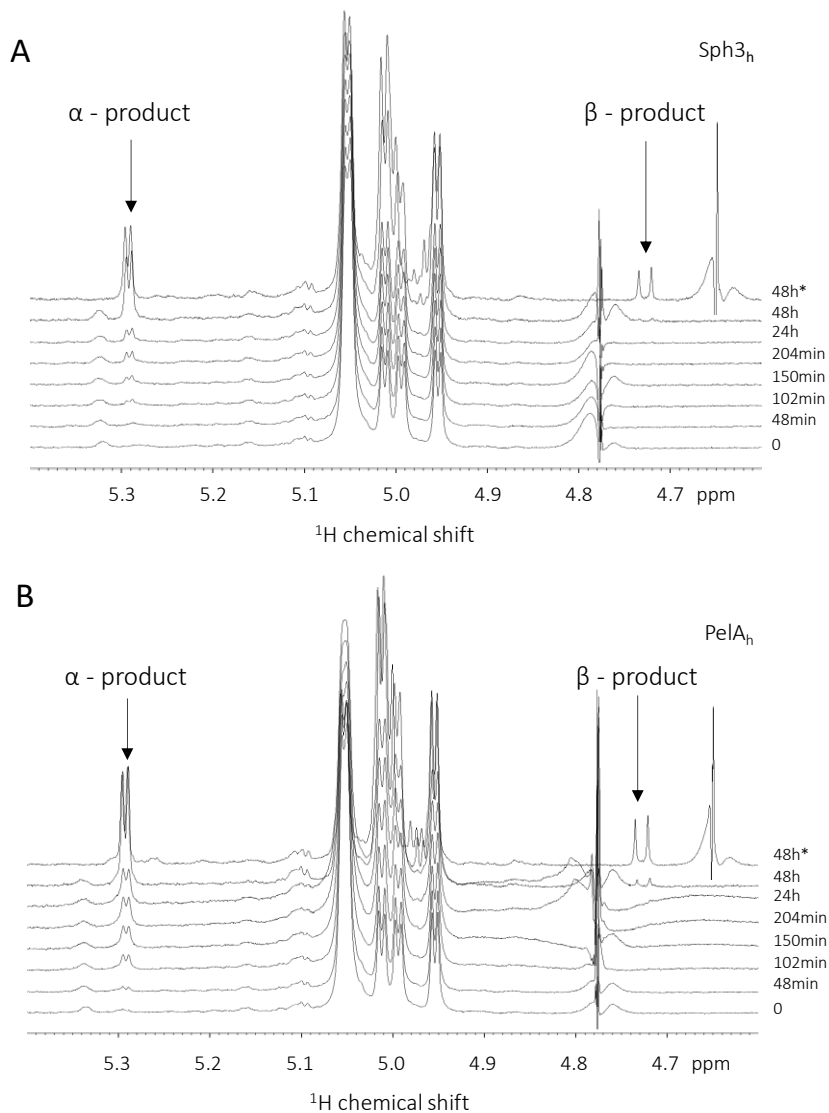 A
Sph3h
α - product
β - product
48h*
48h
24h
204min
150min
102min
48min
0
5.3 5.2 5.1 5.0 4.9 4.8 4.7 ppm
¹H chemical shift
B
PelAh
α - product
β - product
48h*
48h
24h
204min
150min
102min
48min
0
5.3 5.2 5.1 5.0 4.9 4.8 4.7 ppm
¹H chemical shift